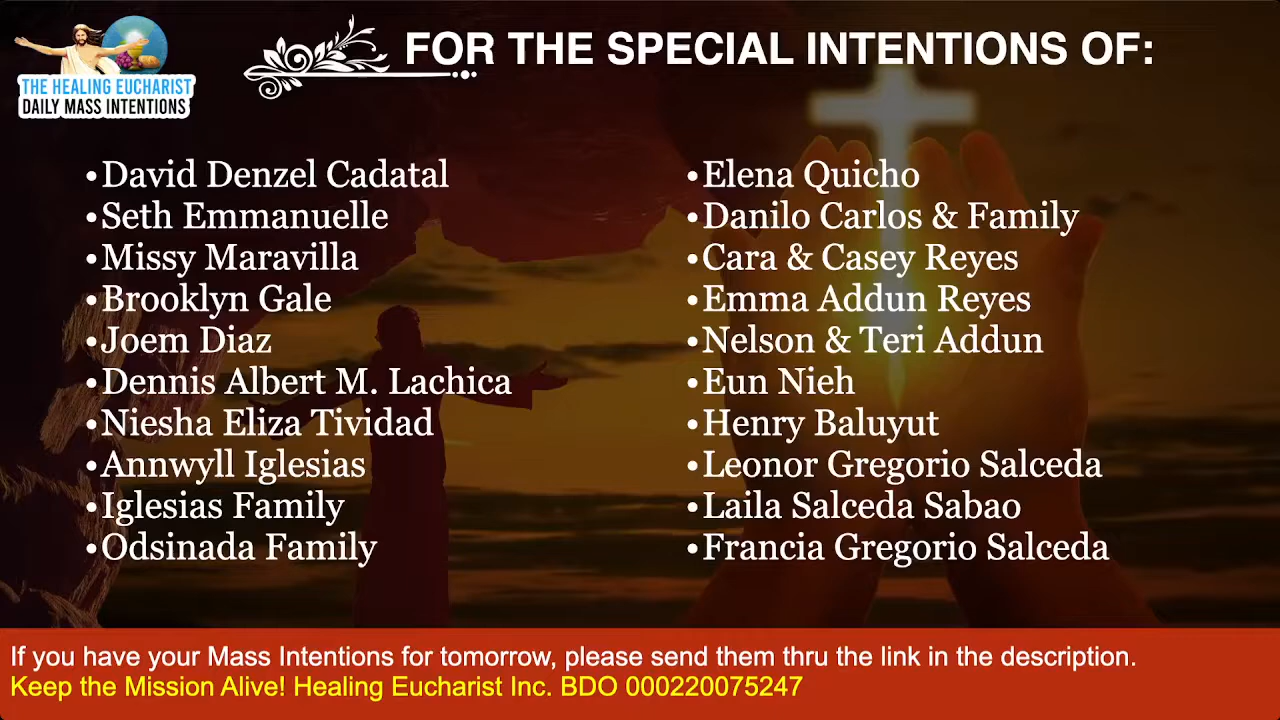 THE HEALING EUCHARIST
DAILY MASS INTENTIONS
FOR THE SPECIAL INTENTIONS OF:
•David Denzel Cadatal
•Seth Emmanuelle
•Missy Maravilla
•Brooklyn Gale
•Joem Diaz
•Dennis Albert M. Lachica
•Niesha Eliza Tividad
•Annwyll Iglesias
•Iglesias Family
•Odsinada Family
•Elena Quicho
•Danilo Carlos & Family
•Cara & Casey Reyes
•Emma Addun Reyes
•Nelson & Teri Addun
•Eun Nieh
•Henry Baluyut
•Leonor Gregorio Salceda
•Laila Salceda Sabao
•Francia Gregorio Salceda
If you have your Mass Intentions for tomorrow, please send them thru the link in the description.
Keep the Mission Alive! Healing Eucharist Inc. BDO 000220075247